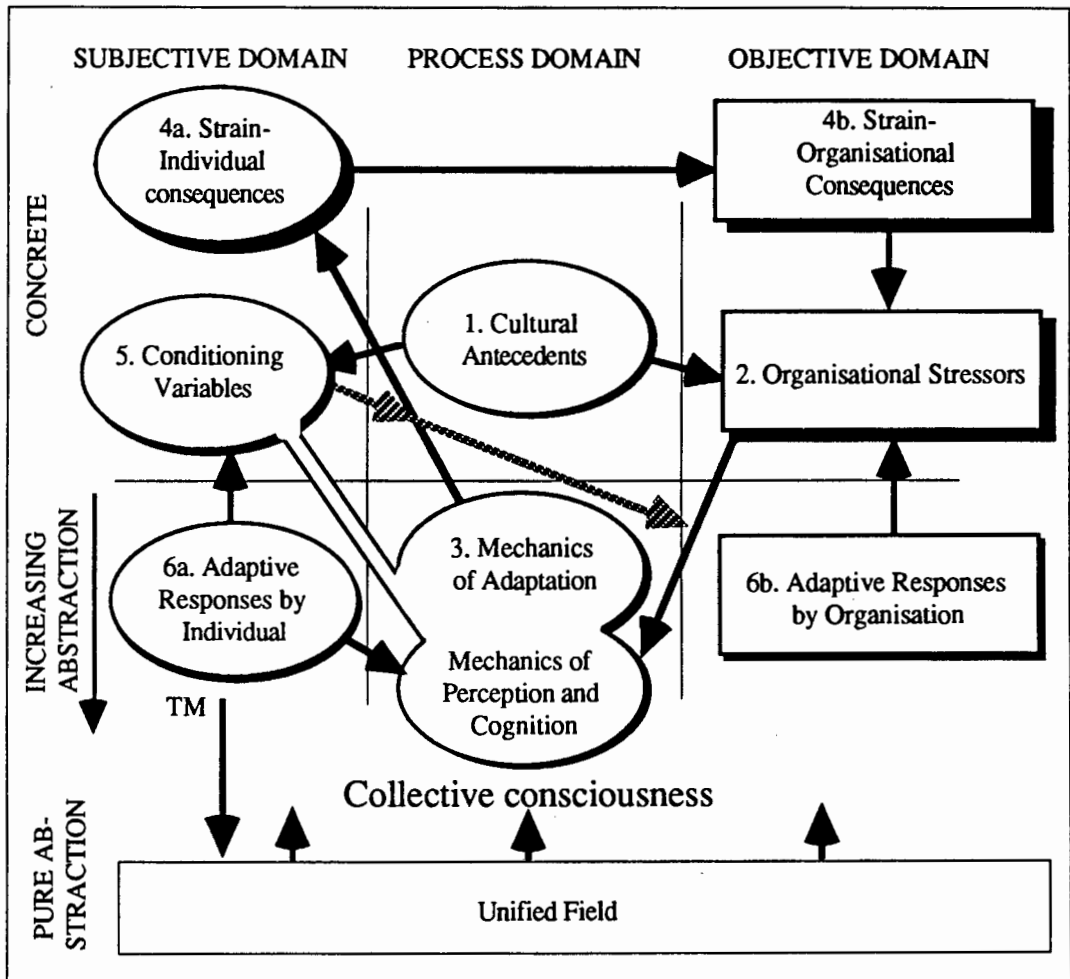 SUBJECTIVE DOMAIN
PROCESS DOMAIN
OBJECTIVE DOMAIN
CONCRETE
4a. Strain-
Individual
consequences
4b. Strain-
Organisational
Consequences
1. Cultural
Antecedents
5. Conditioning
Variables
2. Organisational Stressors
INCREASING
ABSTRACTION
6a. Adaptive
Responses by
Individual
3. Mechanics
of Adaptation
Mechanics of
Perception and
Cognition
6b. Adaptive Responses
by Organisation
TM
Collective consciousness
PURE AB-
STRACTION
Unified Field